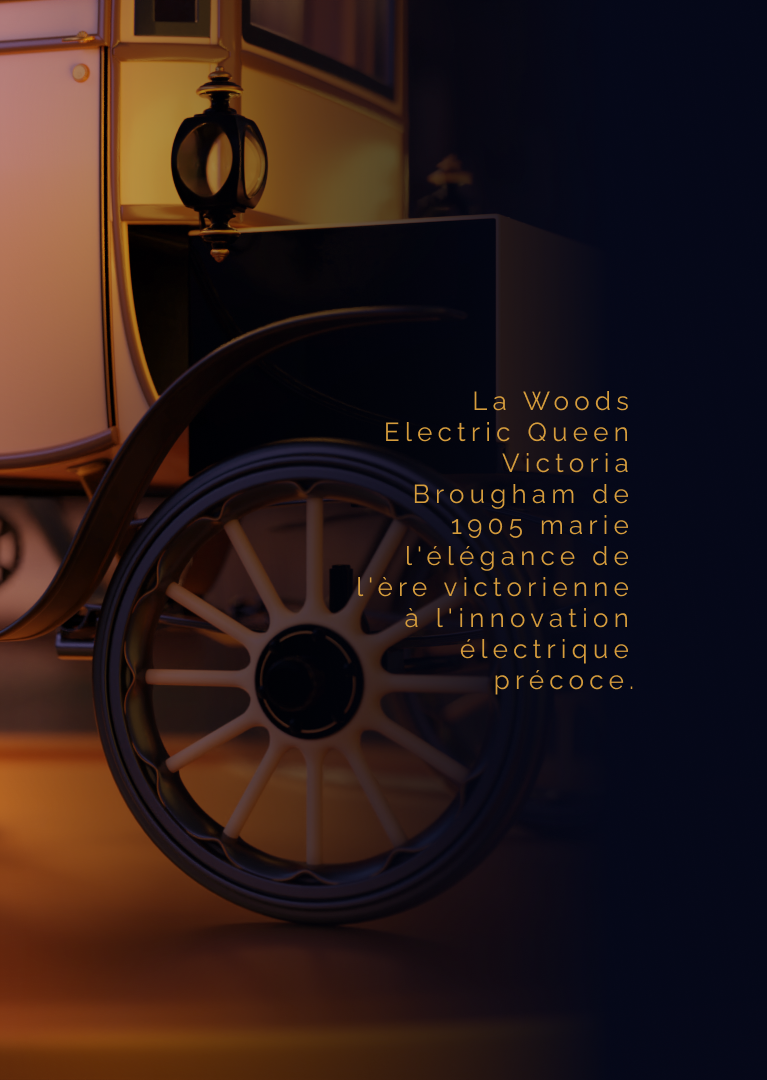 La Woods
Electric Queen
Victoria
Brougham de
1905 marie
l'élégance de
l'ère victorienne
à l'innovation
électrique
précoce.